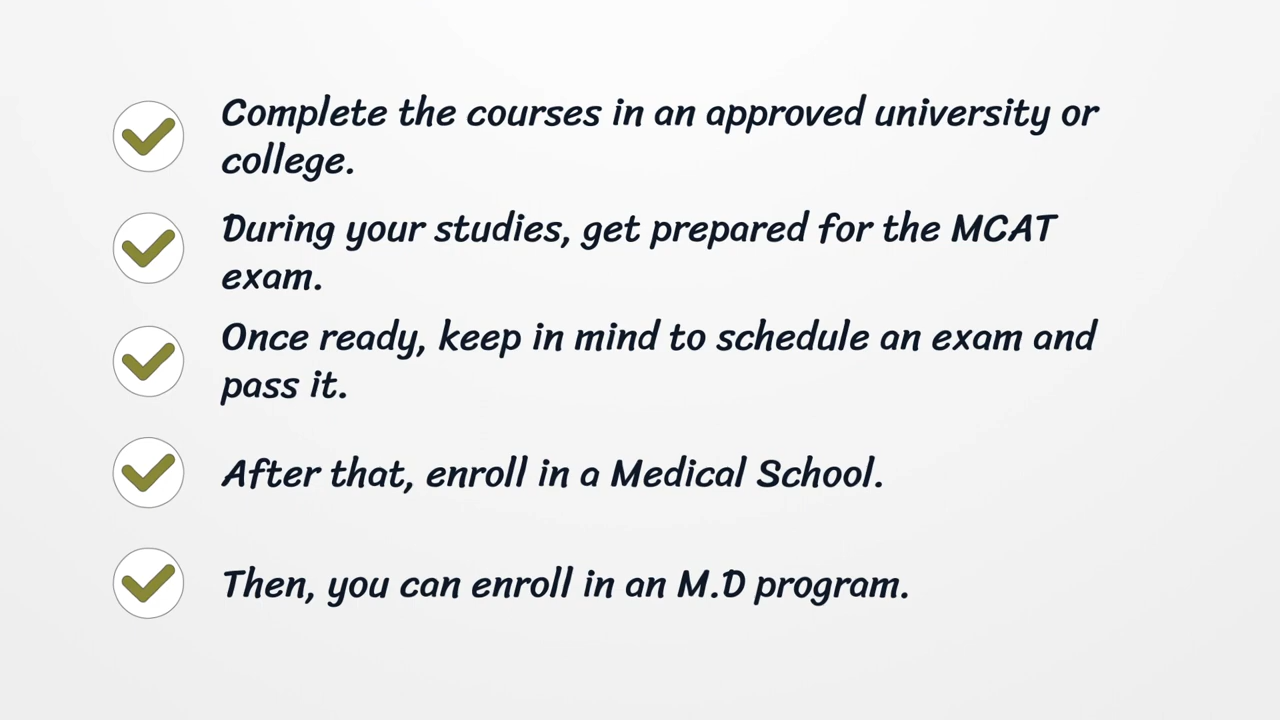 Complete the courses in an approved university or
college.
During your studies, get prepared for the MCAT
exam.
Once ready, keep in mind to schedule an exam and
pass it.
After that, enroll in a Medical School.
Then, you can enroll in an M.D program.